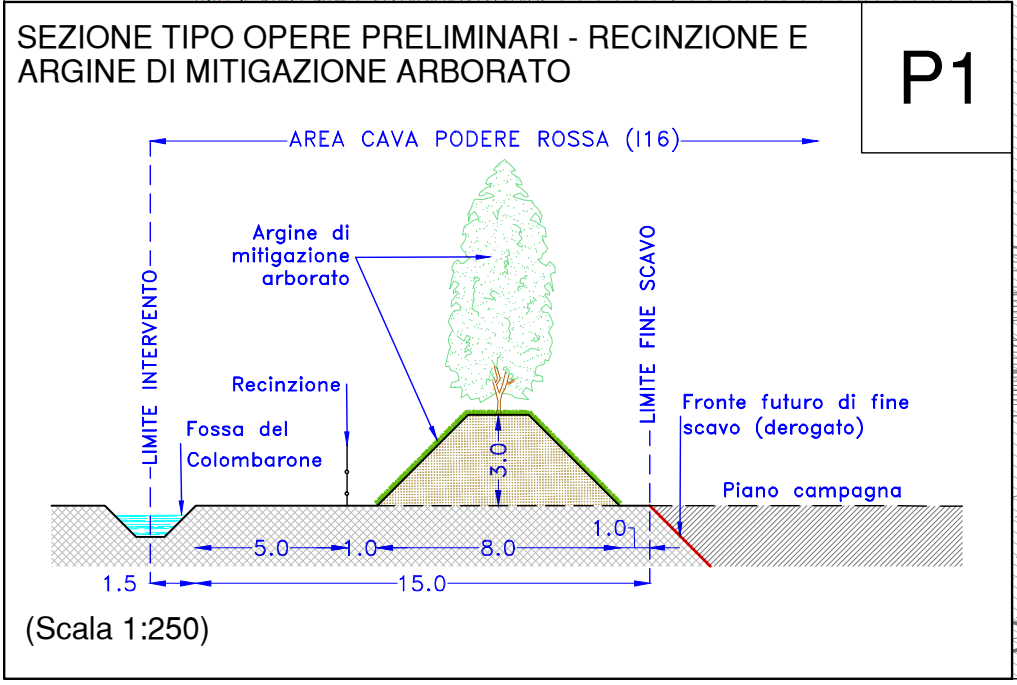 SEZIONE TIPO OPERE PRELIMINARI - RECINZIONE E
ARGINE DI MITIGAZIONE ARBORATO
P1
AREA CAVA PODERE ROSSA (I16)
Argine di
mitigazione
arborato
LIMITE INTERVENTO
LIMITE FINE SCAVO
Recinzione
Fossa del
Colombarone
Fronte futuro di fine
scavo (derogato)
3.0
Piano campagna
5.0
1.0
8.0
1.0
1.5
15.0
(Scala 1:250)